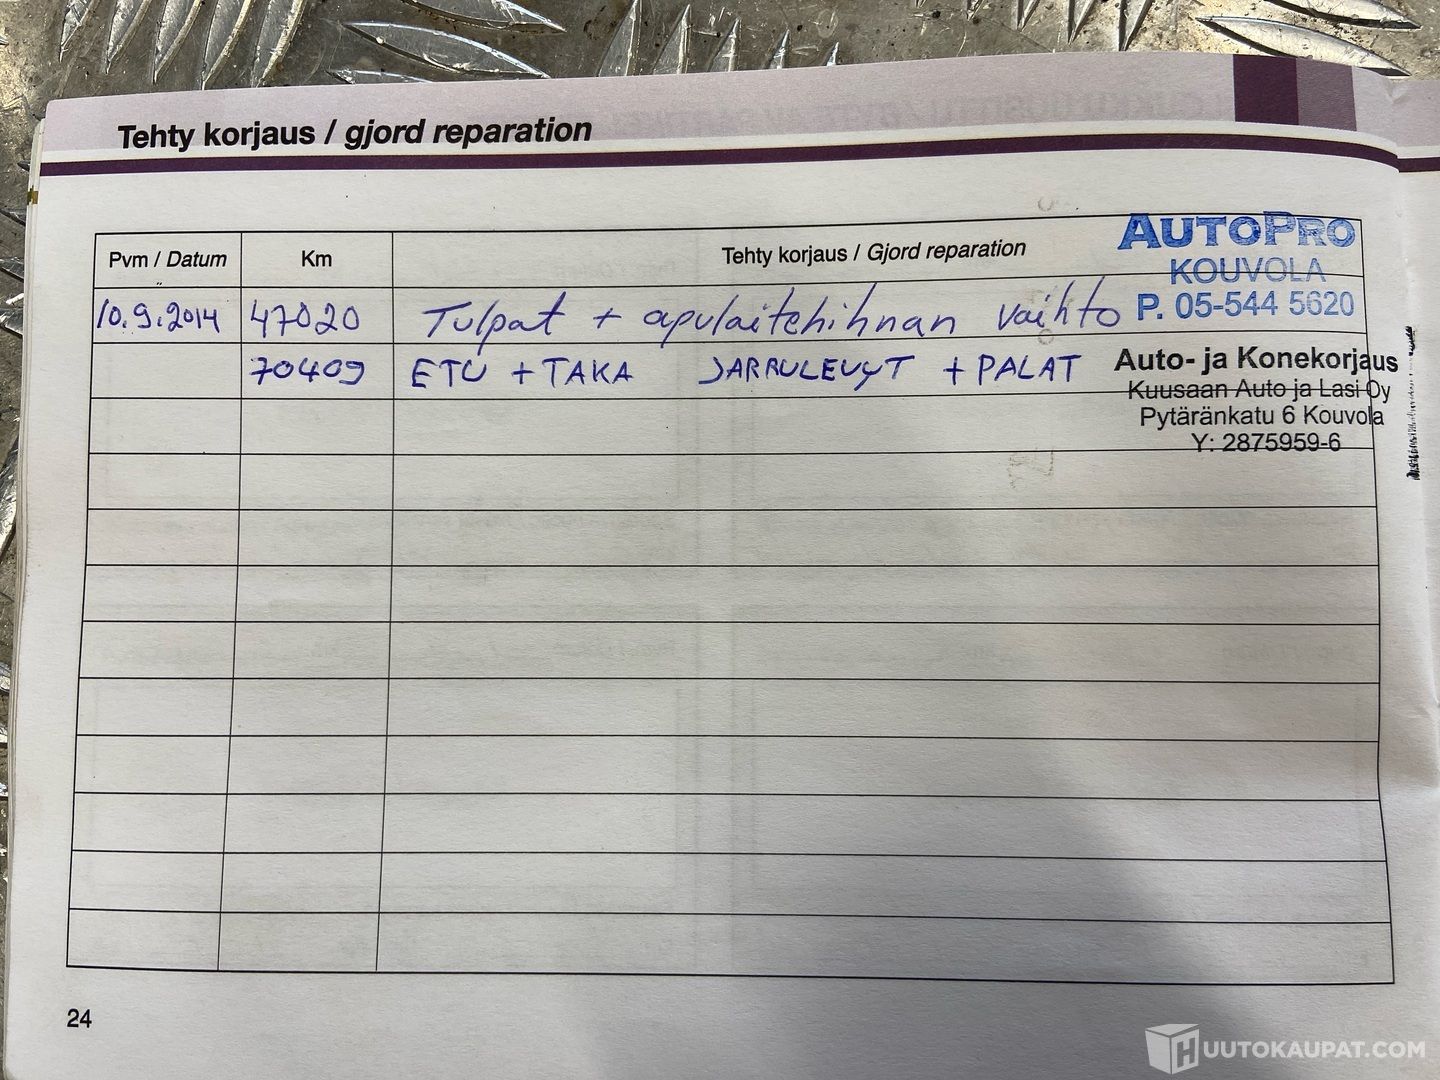 Tehty korjaus / gjord reparation
Pvm / Datum Km Tehty korjaus / Gjord reparation
AUTOPRO
KOUVOLA
P. 05-544 5620
10.9.2014 47020 Tulpat + apulaitehihnan vaihto
70409 ETU + TAKA JARRULEVYT + PALAT
Auto- ja Konekorjaus
Kuusaan Auto ja Lasi Oy
Pytäränkatu 6 Kouvola
Y: 2875959-6
24
HUUTOKAUPAT.COM